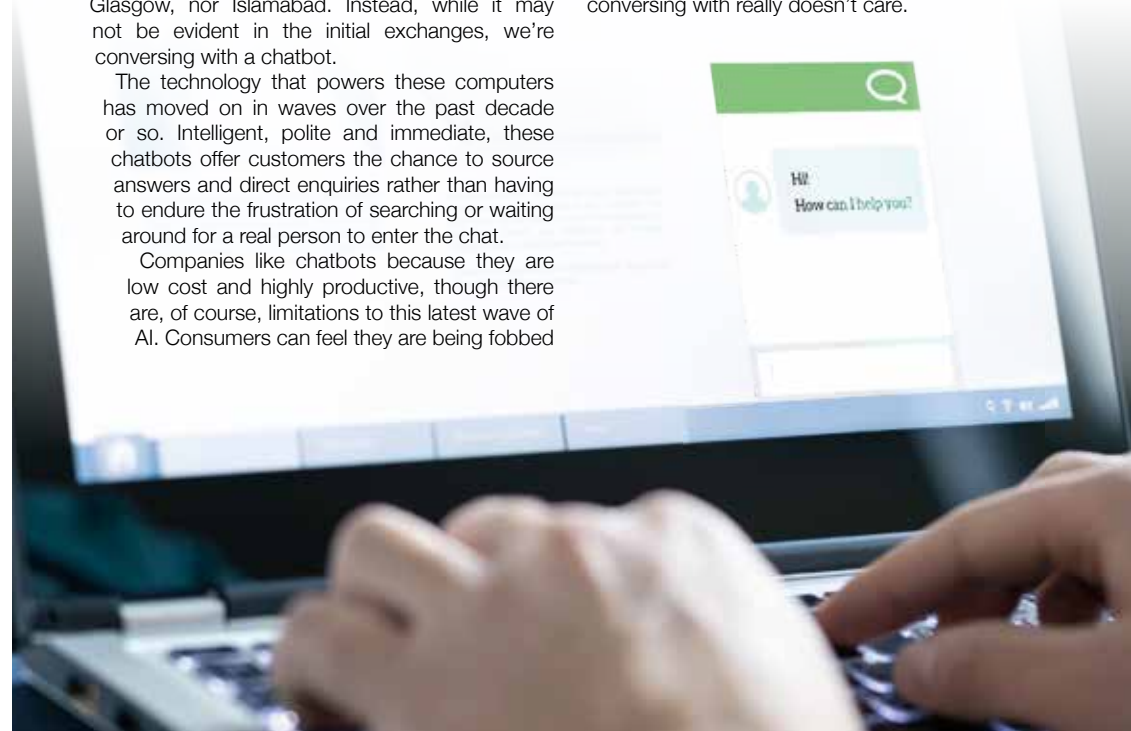 Glasgow, nor Islamabad. Instead, while it may
not be evident in the initial exchanges, we're
conversing with a chatbot.
The technology that powers these computers
has moved on in waves over the past decade
or so. Intelligent, polite and immediate, these
chatbots offer customers the chance to source
answers and direct enquiries rather than having
to endure the frustration of searching or waiting
around for a real person to enter the chat.
Companies like chatbots because they are
low cost and highly productive, though there
are, of course, limitations to this latest wave of
AI. Consumers can feel they are being fobbed
conversing with really doesn't care.
Hi!
How can I help you?